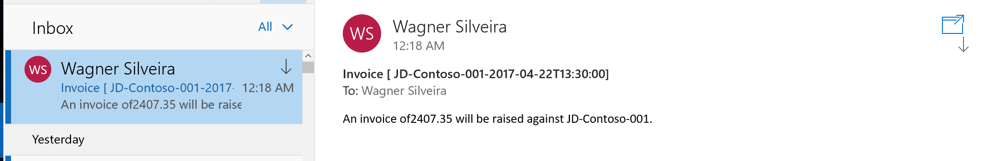 Inbox
All
WS
Wagner Silveira
Invoice [ JD-Contoso-001-2017- 12:18 AM
An invoice of2407.35 will be raise
Yesterday
WS
Wagner Silveira
12:18 AM
Invoice [ JD-Contoso-001-2017-04-22T13:30:00]
To: Wagner Silveira
An invoice of2407.35 will be raised against JD-Contoso-001.